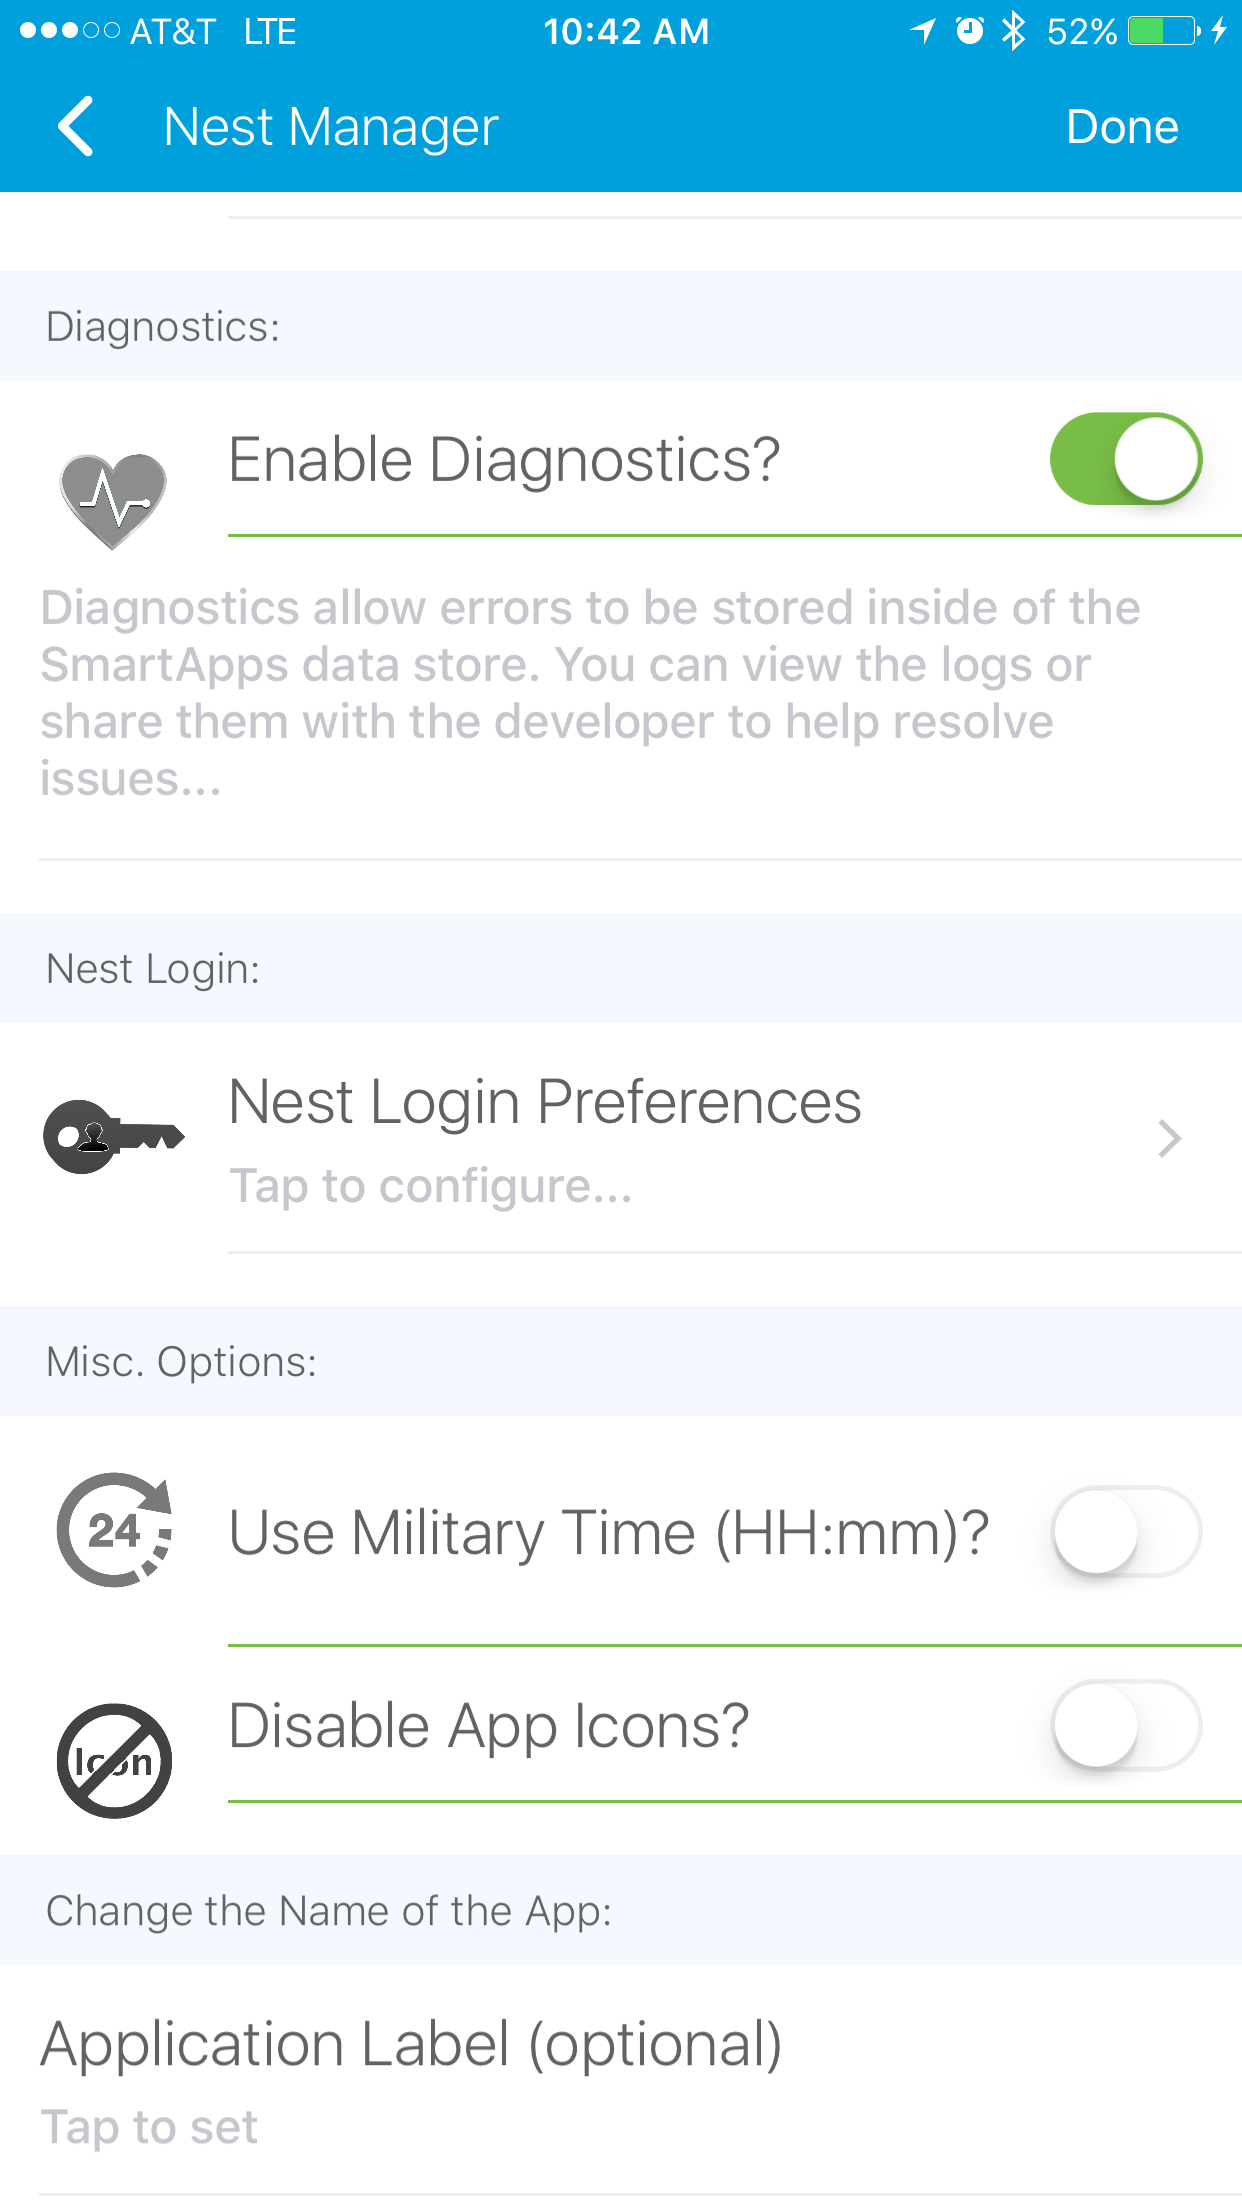 AT&T LTE 10:42 AM 52%
Nest Manager Done
Diagnostics:
Enable Diagnostics?
Diagnostics allow errors to be stored inside of the
SmartApps data store. You can view the logs or
share them with the developer to help resolve
issues...
Nest Login:
Nest Login Preferences
Tap to configure...
Misc. Options:
24
Use Military Time (HH:mm)?
Icon
Disable App Icons?
Change the Name of the App:
Application Label (optional)
Tap to set